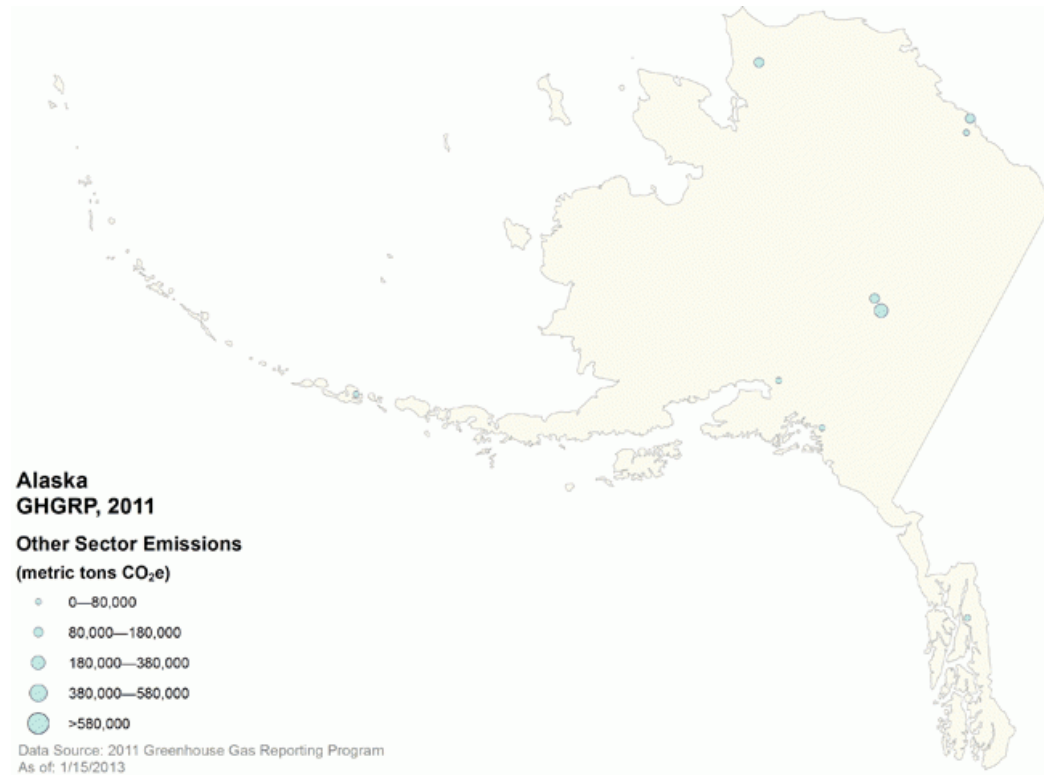 Alaska
GHGRP, 2011
Other Sector Emissions
(metric tons CO₂e)
0—80,000
80,000—180,000
180,000—380,000
380,000—580,000
>580,000
Data Source: 2011 Greenhouse Gas Reporting Program
As of: 1/15/2013